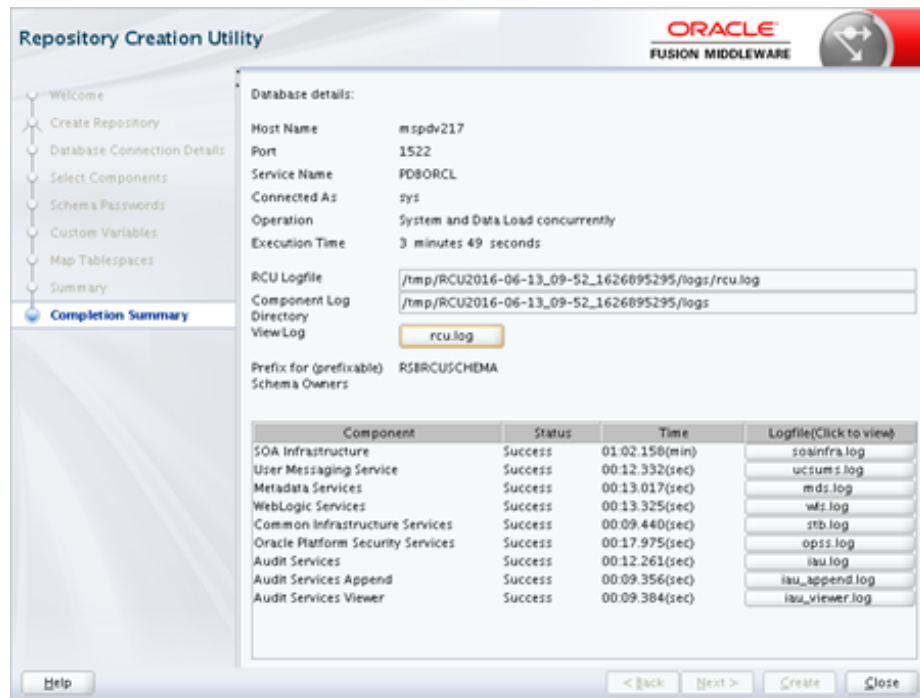 Repository Creation Utility
ORACLE
FUSION MIDDLEWARE
Welcome
Create Repository
Database Connection Details
Select Components
Schema Passwords
Custom Variables
Map Tablespaces
Summary
Completion Summary
Database details:
Host Name mspdv217
Port 1522
Service Name PDBORCL
Connected As sys
Operation System and Data Load concurrently
Execution Time 3 minutes 49 seconds
RCU Logfile /tmp/RCU2016-06-13_09-52_1626895295/logs/rcu.log
Component Log /tmp/RCU2016-06-13_09-52_1626895295/logs
Directory
View Log rcu.log
Prefix for (prefixable) RSBRCUSCHEMA
Schema Owners
Component Status Time Logfile(Click to view)
SOA Infrastructure Success 01:02.158(min) soainfra.log
User Messaging Service Success 00:12.332(sec) ucsums.log
Metadata Services Success 00:13.017(sec) mds.log
WebLogic Services Success 00:13.325(sec) wls.log
Common Infrastructure Services Success 00:09.440(sec) stb.log
Oracle Platform Security Services Success 00:17.975(sec) opss.log
Audit Services Success 00:12.261(sec) iau.log
Audit Services Append Success 00:09.356(sec) iau_append.log
Audit Services Viewer Success 00:09.384(sec) iau_viewer.log
Help < Back Next > Create Close